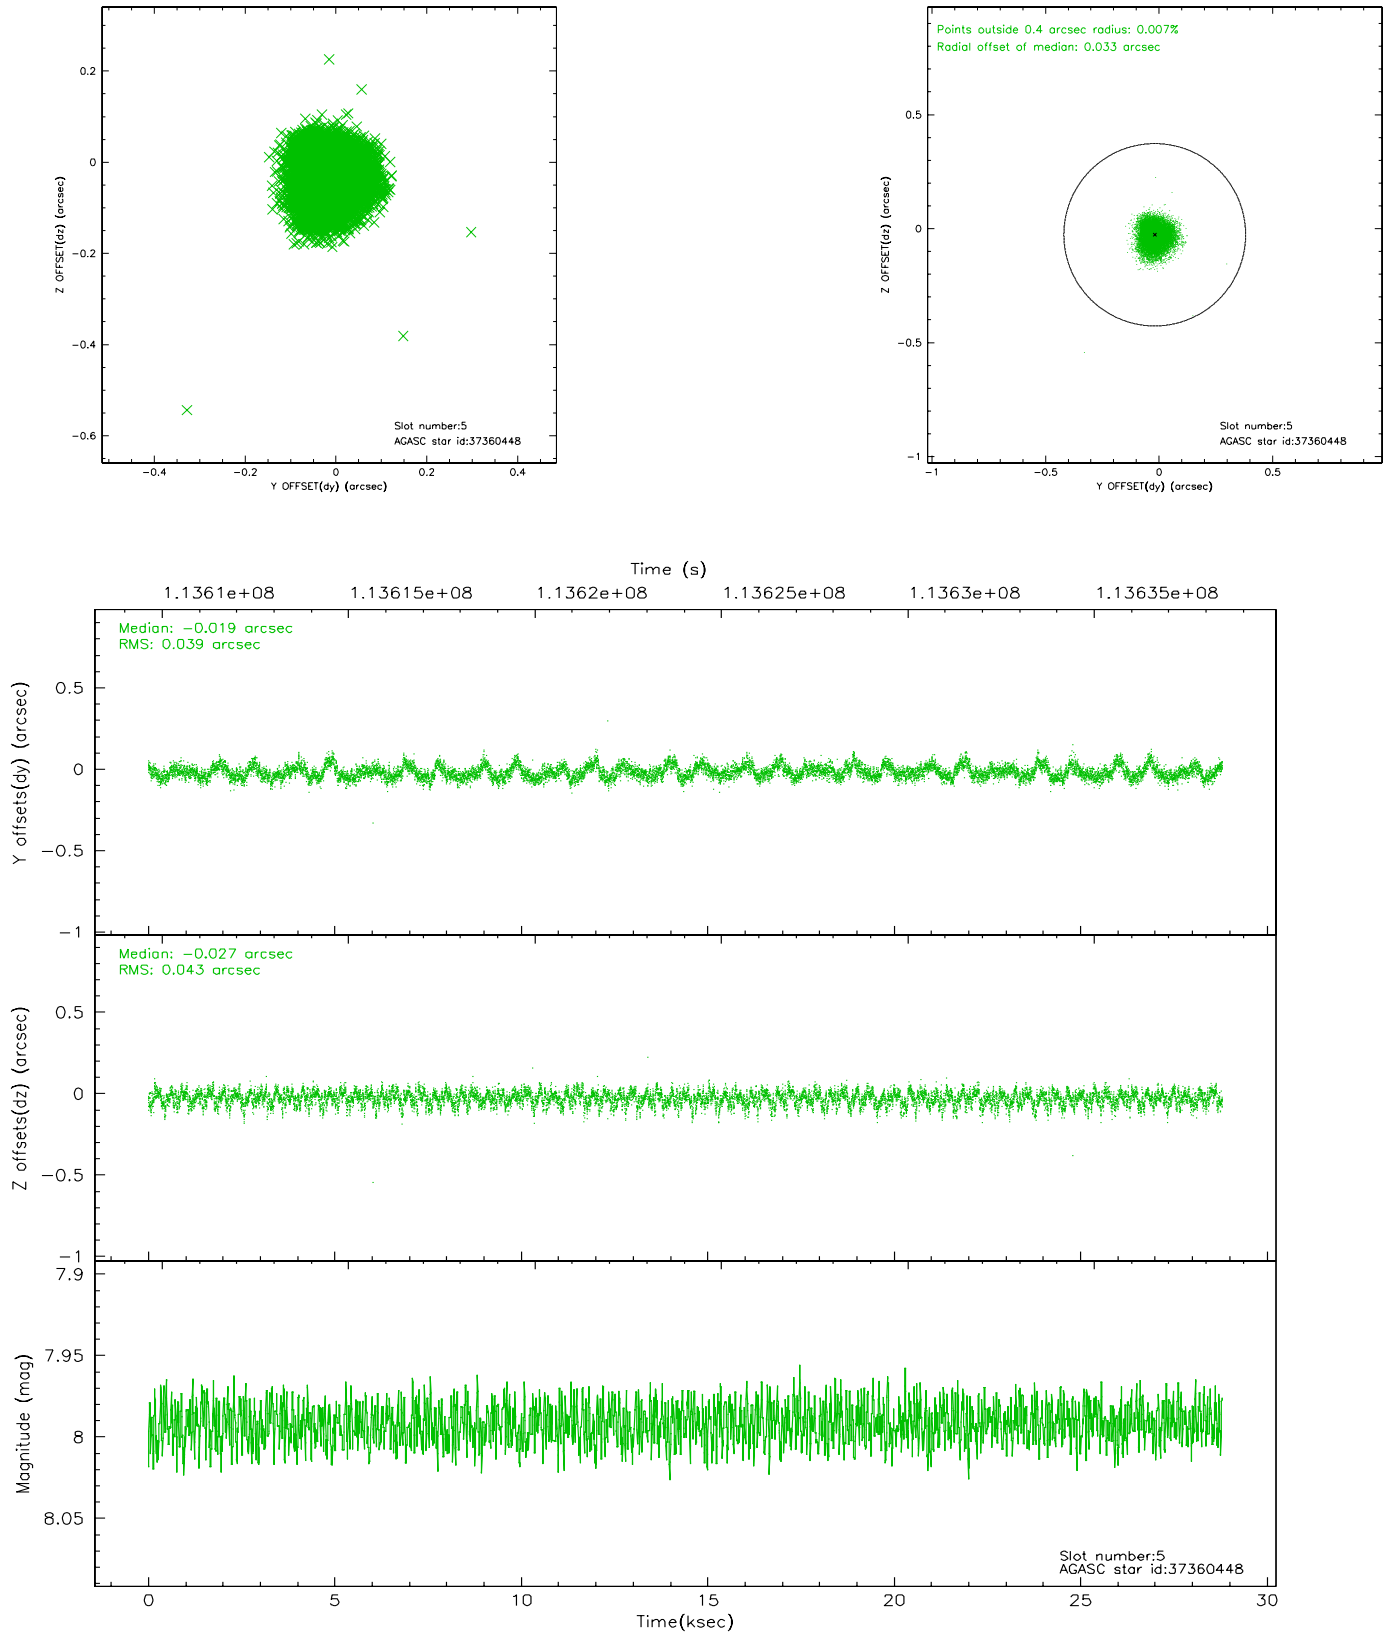 0.2
0
−0.2
−0.4
−0.6
Z OFFSET(dz) (arcsec)
−0.4 −0.2 0 0.2 0.4
Y OFFSET(dy) (arcsec)
Slot number:5
AGASC star id:37360448
Points outside 0.4 arcsec radius: 0.007%
Radial offset of median: 0.033 arcsec
0.5
0
−0.5
−1
Z OFFSET(dz) (arcsec)
−1 −0.5 0 0.5
Y OFFSET(dy) (arcsec)
Slot number:5
AGASC star id:37360448
Time (s)
1.1361e+08 1.13615e+08 1.1362e+08 1.13625e+08 1.1363e+08 1.13635e+08
Median: −0.019 arcsec
RMS: 0.039 arcsec
0.5
0
−0.5
−1
Y offsets(dy) (arcsec)
Median: −0.027 arcsec
RMS: 0.043 arcsec
0.5
0
−0.5
−1
Z offsets(dz) (arcsec)
7.9
7.95
8
8.05
Magnitude (mag)
Slot number:5
AGASC star id:37360448
0 5 10 15 20 25 30
Time(ksec)